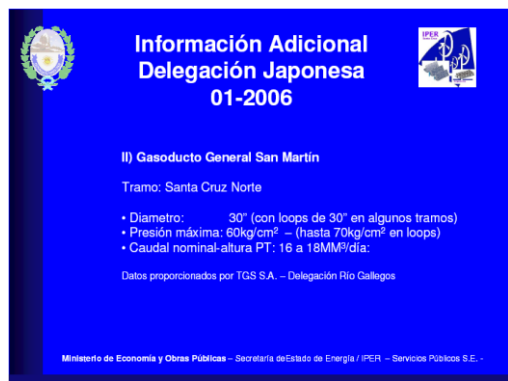 Información Adicional
IPER
Delegación Japonesa
01-2006
II) Gasoducto General San Martín
Tramo: Santa Cruz Norte
• Diametro: 30" (con loops de 30" en algunos tramos)
• Presión máxima: 60kg/cm² – (hasta 70kg/cm² en loops)
• Caudal nominal-altura PT: 16 a 18MM³/día:
Datos proporcionados por TGS S.A. – Delegación Río Gallegos
Ministerio de Economía y Obras Públicas – Secretaría deEstado de Energía / IPER – Servicios Públicos S.E. -